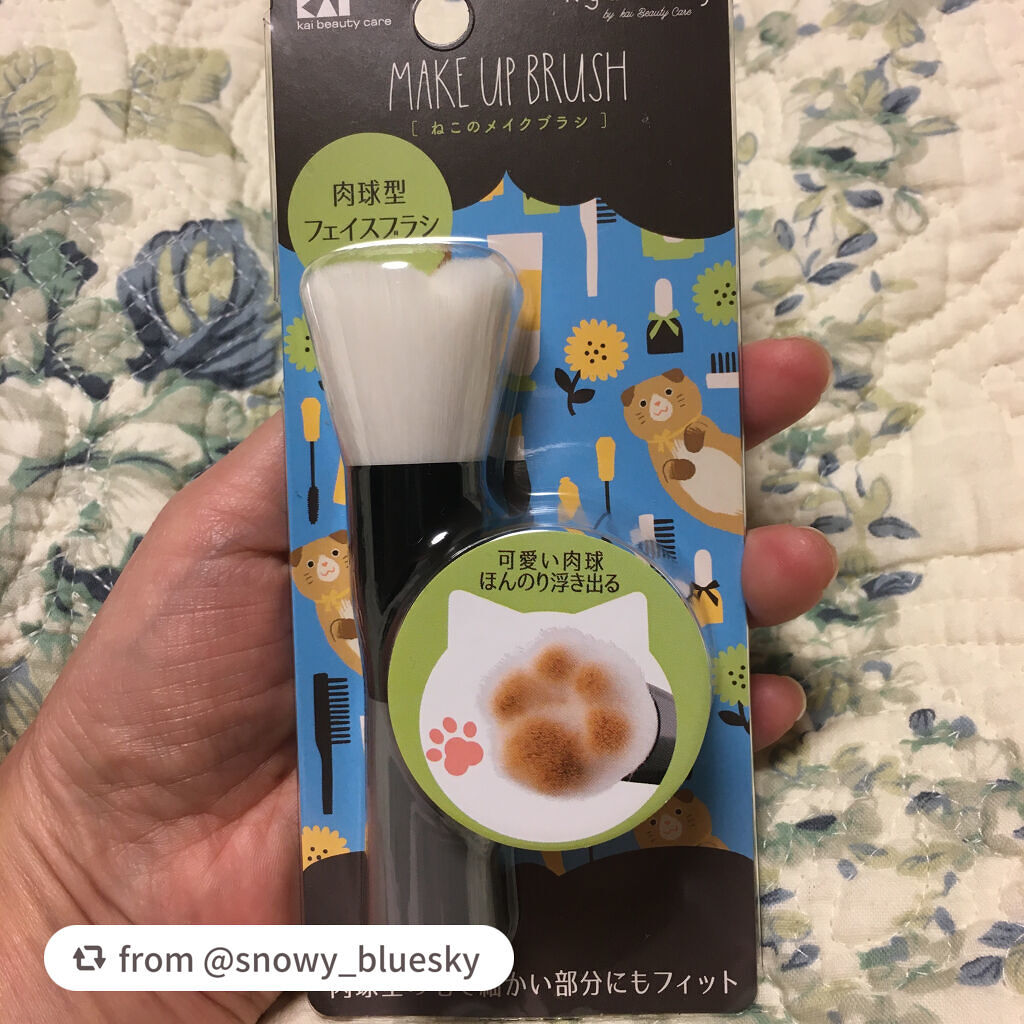 KAI
kai beauty care
by kai Beauty Care
MAKE UP BRUSH
[ ねこのメイクブラシ ]
肉球型
フェイスブラシ
可愛い肉球
ほんのり浮き出る
細かい部分にもフィット
from @snowy_bluesky